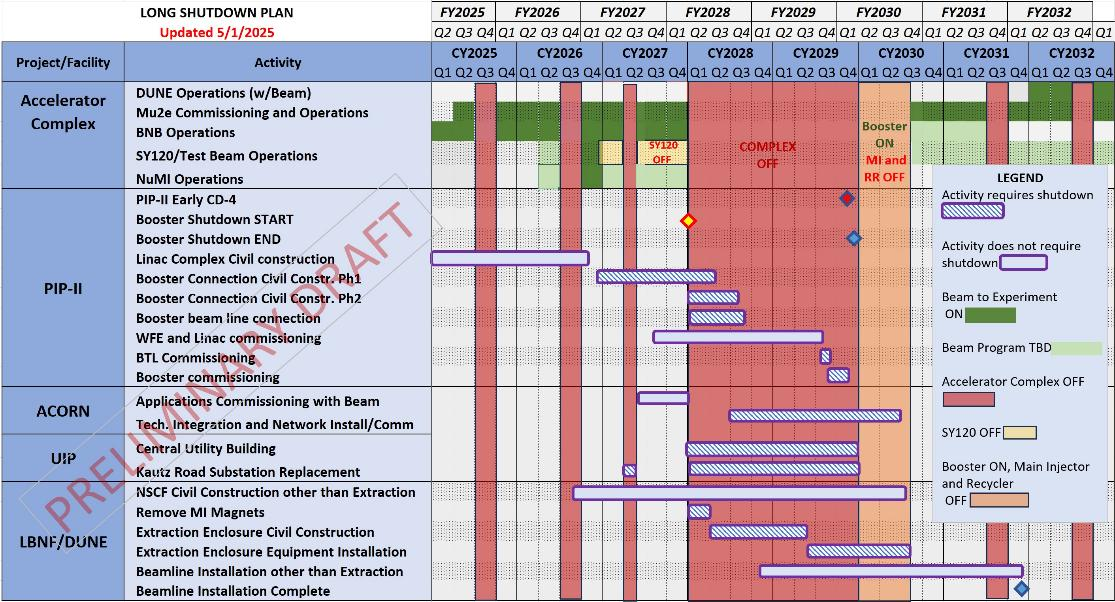 LONG SHUTDOWN PLAN
FY2025 FY2026 FY2027 FY2028 FY2029 FY2030 FY2031 FY2032
Updated 5/1/2025
Q2 Q3 Q4 Q1 Q2 Q3 Q4 Q1 Q2 Q3 Q4 Q1 Q2 Q3 Q4 Q1 Q2 Q3 Q4 Q1 Q2 Q3 Q4 Q1 Q2 Q3 Q4 Q1 Q2 Q3 Q4 Q1
Project/Facility Activity
CY2025 CY2026 CY2027 CY2028 CY2029 CY2030 CY2031 CY2032
Q1 Q2 Q3 Q4 Q1 Q2 Q3 Q4 Q1 Q2 Q3 Q4 Q1 Q2 Q3 Q4 Q1 Q2 Q3 Q4 Q1 Q2 Q3 Q4 Q1 Q2 Q3 Q4 Q1 Q2 Q3 Q4
Accelerator
Complex
DUNE Operations (w/Beam)
Mu2e Commissioning and Operations
BNB Operations
SY120/Test Beam Operations
NuMI Operations
SY120
OFF
COMPLEX
OFF
Booster
ON
MI and
RR OFF
PIP-II
PIP-II Early CD-4
Booster Shutdown START
Booster Shutdown END
Linac Complex Civil construction
Booster Connection Civil Constr. Ph1
Booster Connection Civil Constr. Ph2
Booster beam line connection
WFE and Linac commissioning
BTL Commissioning
Booster commissioning
ACORN
Applications Commissioning with Beam
Tech. Integration and Network Install/Comm
UIP
Central Utility Building
Kautz Road Substation Replacement
LBNF/DUNE
NSCF Civil Construction other than Extraction
Remove MI Magnets
Extraction Enclosure Civil Construction
Extraction Enclosure Equipment Installation
Beamline Installation other than Extraction
Beamline Installation Complete
LEGEND
Activity requires shutdown
Activity does not require
shutdown
Beam to Experiment
ON
Beam Program TBD
Accelerator Complex OFF
SY120 OFF
Booster ON, Main Injector
and Recycler
OFF
PRELIMINARY DRAFT